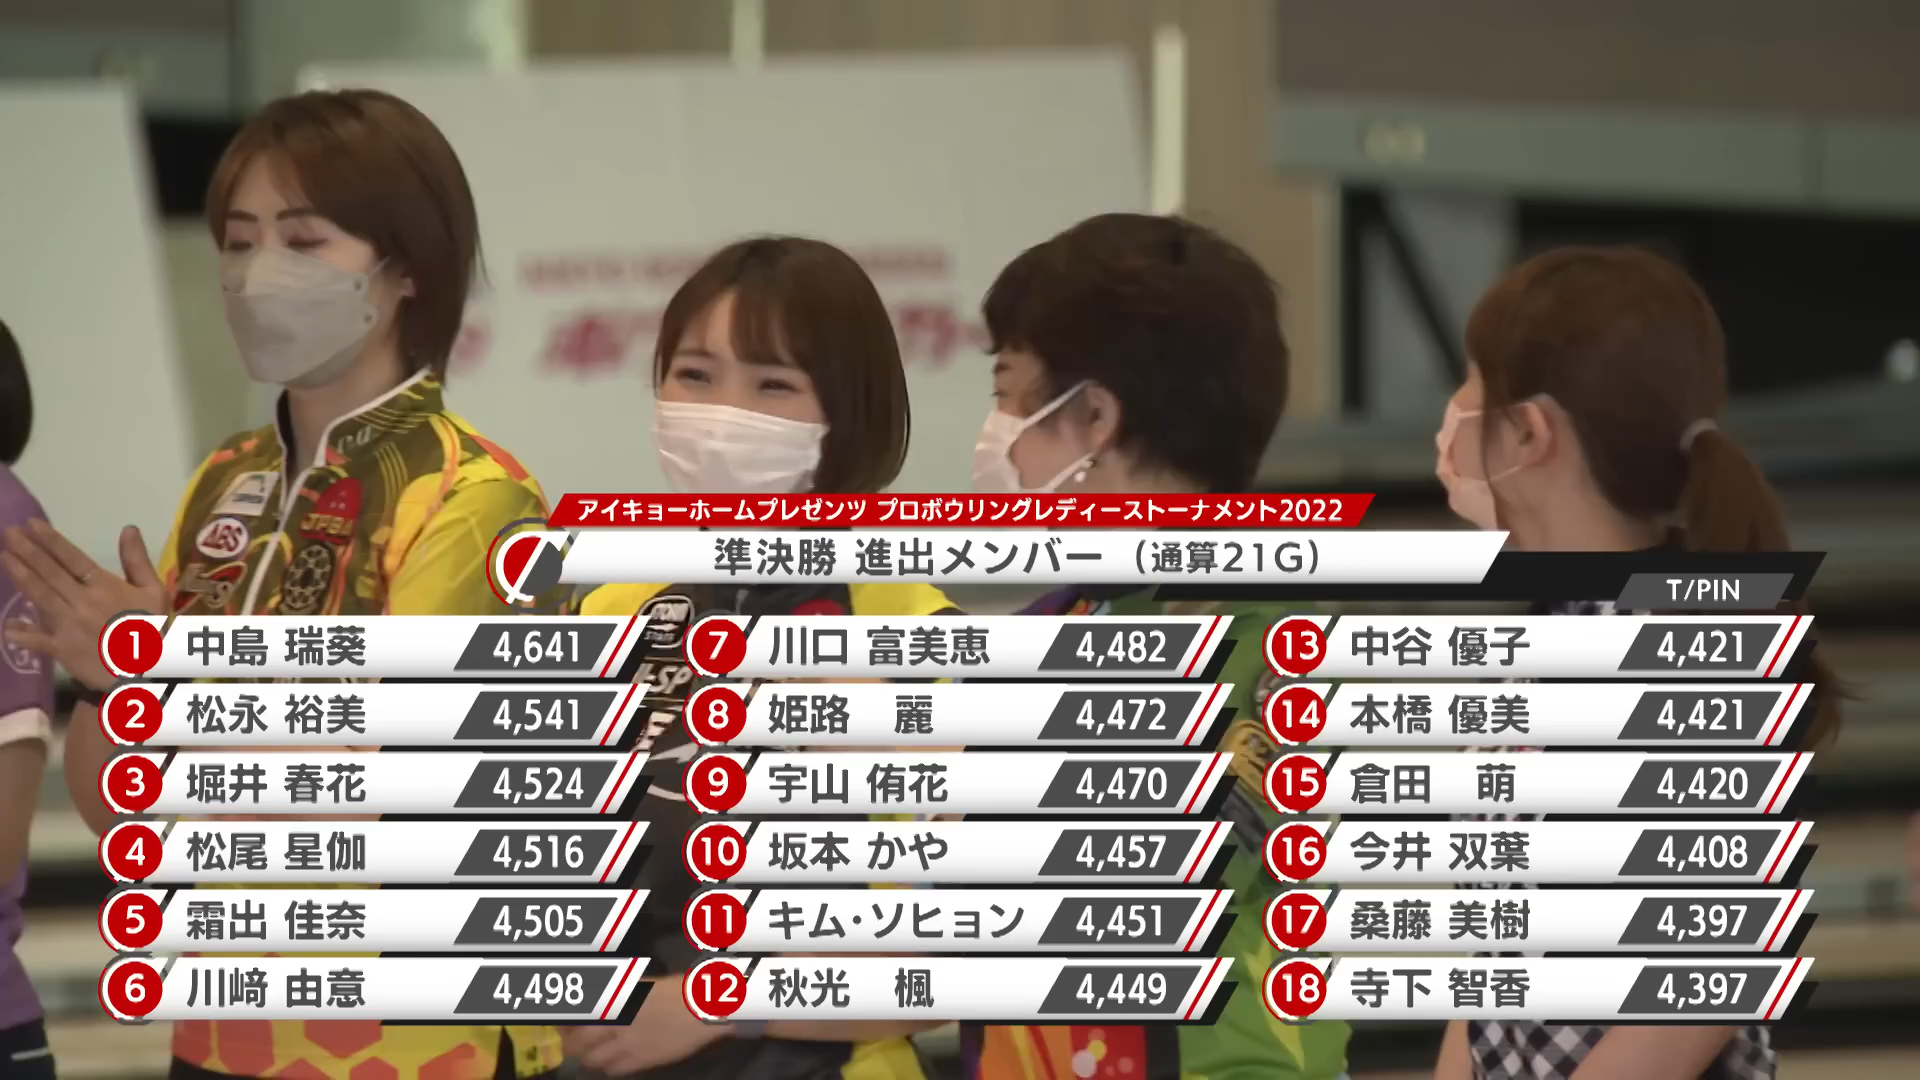 アイキョーホームプレゼンツ プロボウリングレディーストーナメント2022
準決勝 進出メンバー（通算21G）
T/PIN
1 中島 瑞葵 4,641
2 松永 裕美 4,541
3 堀井 春花 4,524
4 松尾 星伽 4,516
5 霜出 佳奈 4,505
6 川﨑 由意 4,498
7 川口 富美恵 4,482
8 姫路 麗 4,472
9 宇山 侑花 4,470
10 坂本 かや 4,457
11 キム・ソヒョン 4,451
12 秋光 楓 4,449
13 中谷 優子 4,421
14 本橋 優美 4,421
15 倉田 萌 4,420
16 今井 双葉 4,408
17 桑藤 美樹 4,397
18 寺下 智香 4,397
ABS
JPBA